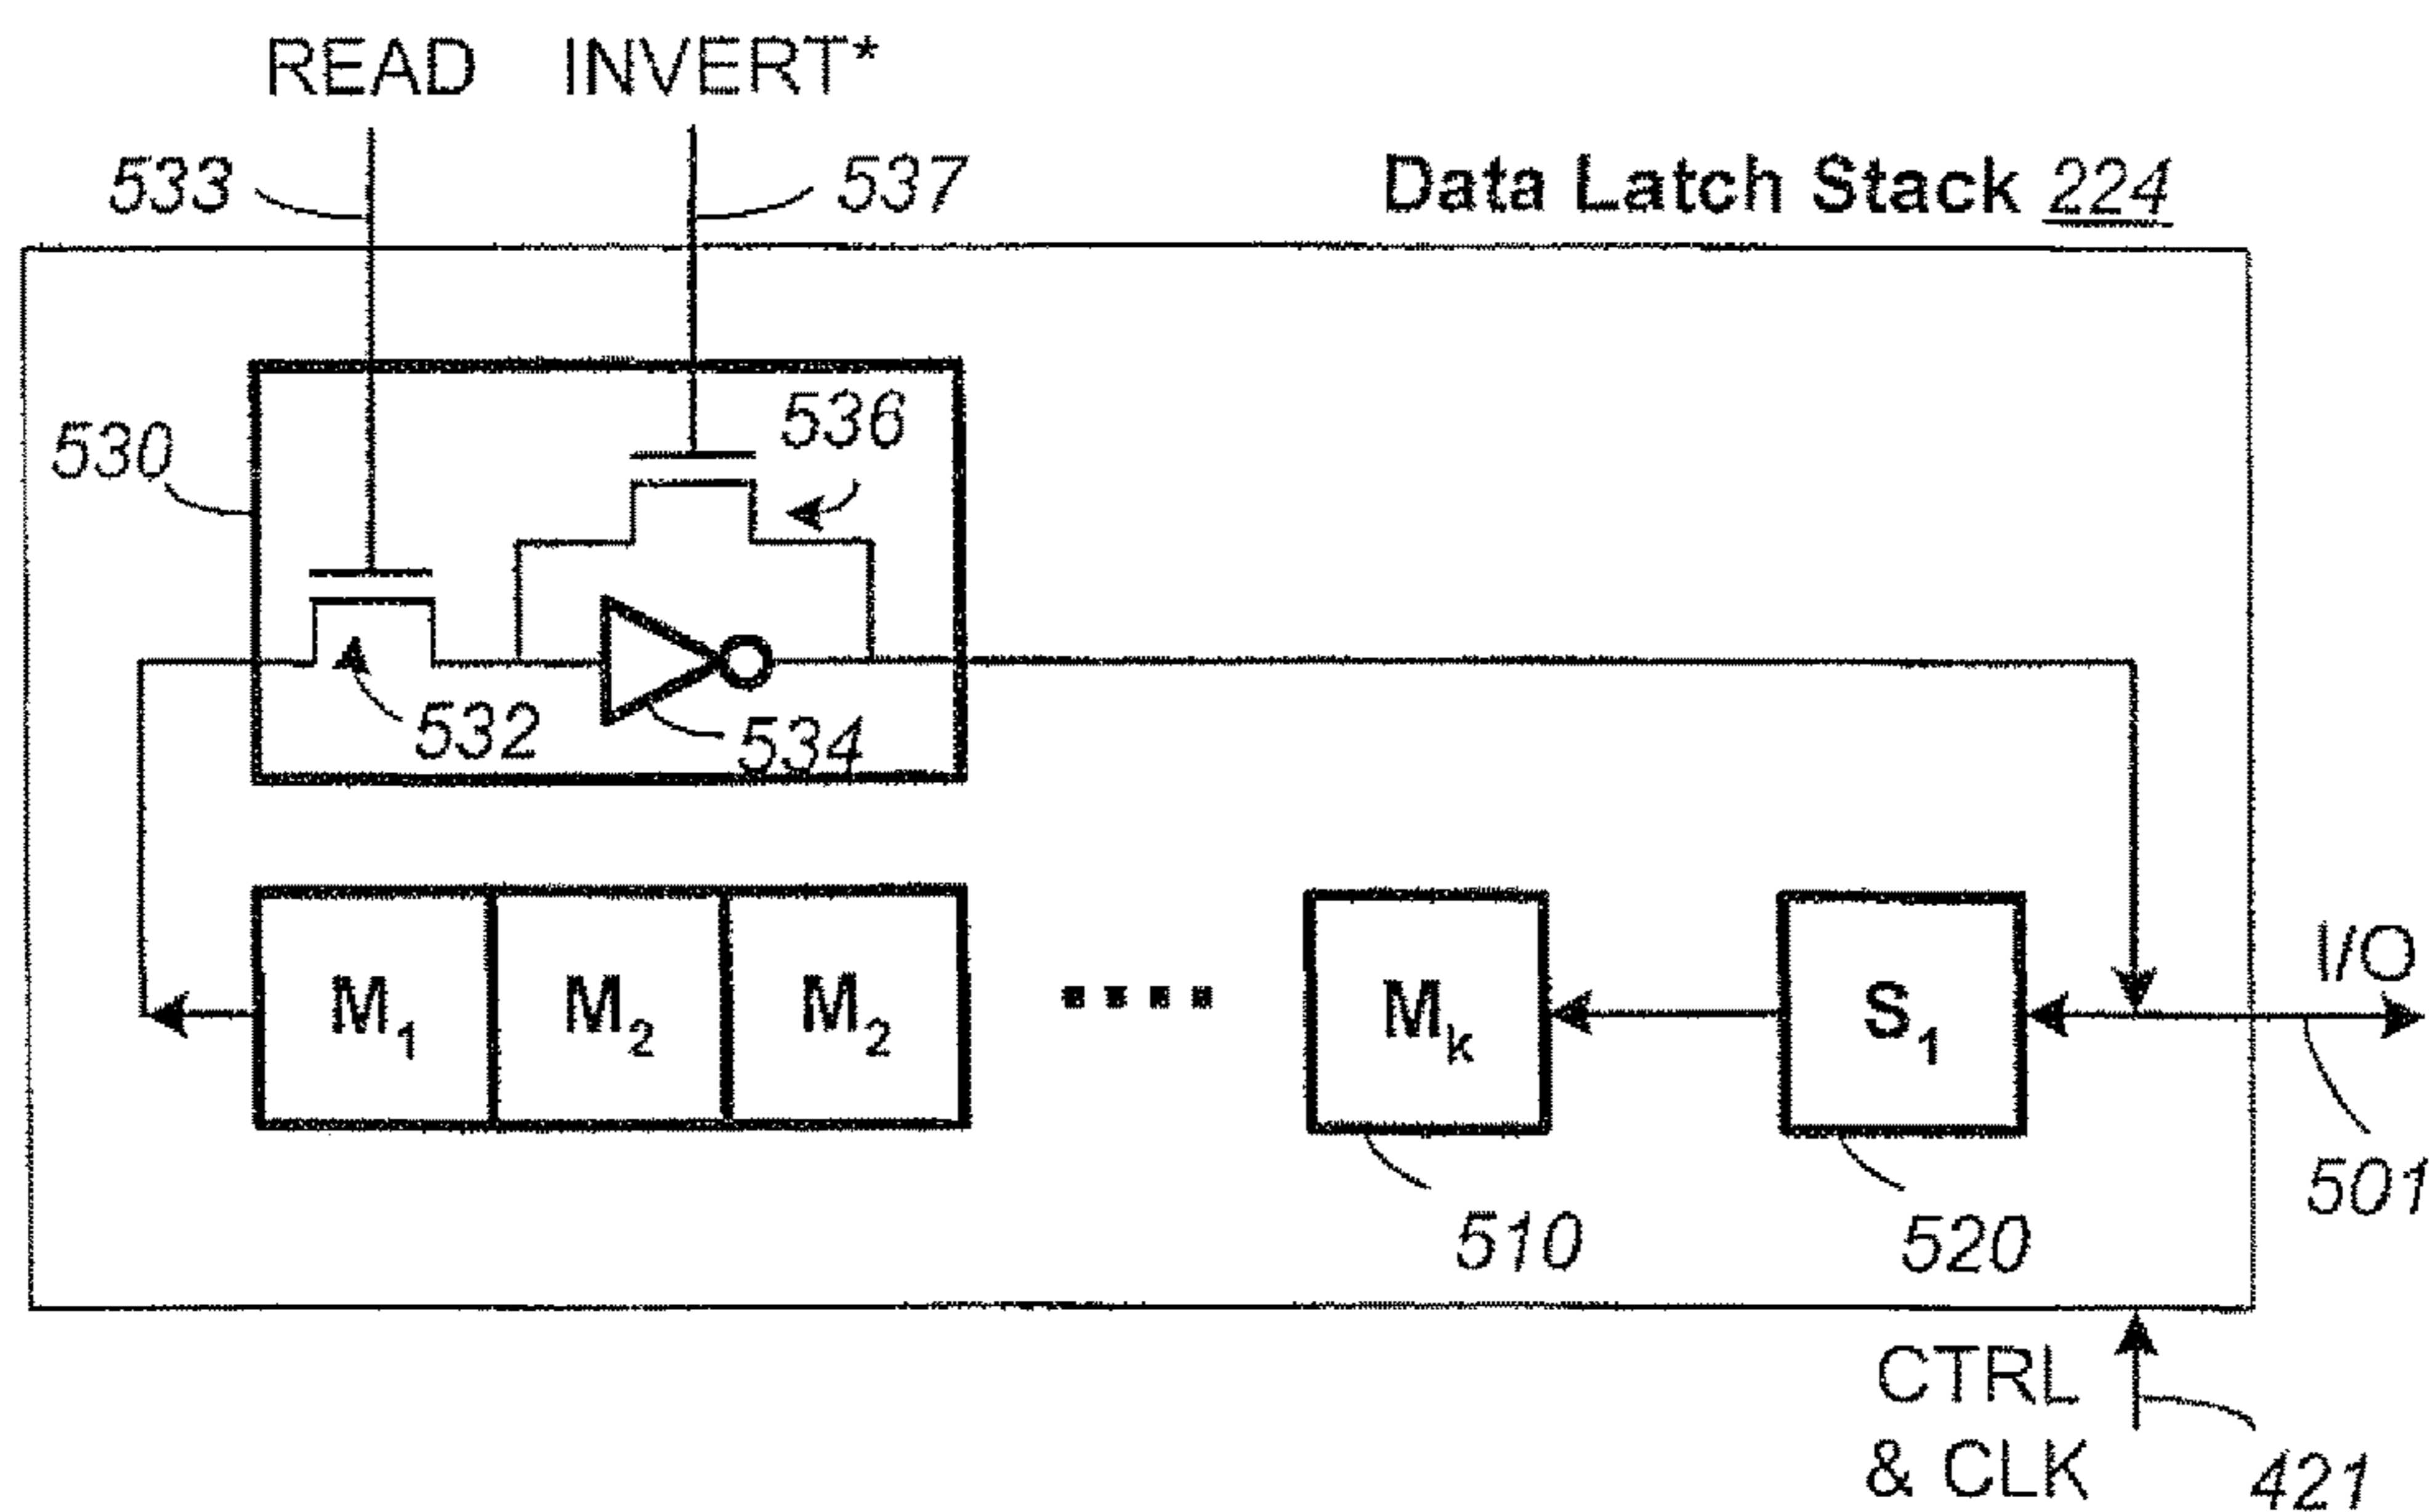 READ INVERT*
533 537
Data Latch Stack 224
536
530
532
534
M1 M2 M2 Mk S1 I/O
510 520 501
CTRL
& CLK 421